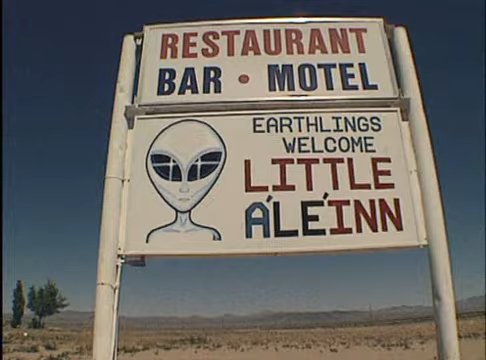 RESTAURANT
BAR • MOTEL
EARTHLINGS
WELCOME
LITTLE
A'LE'INN